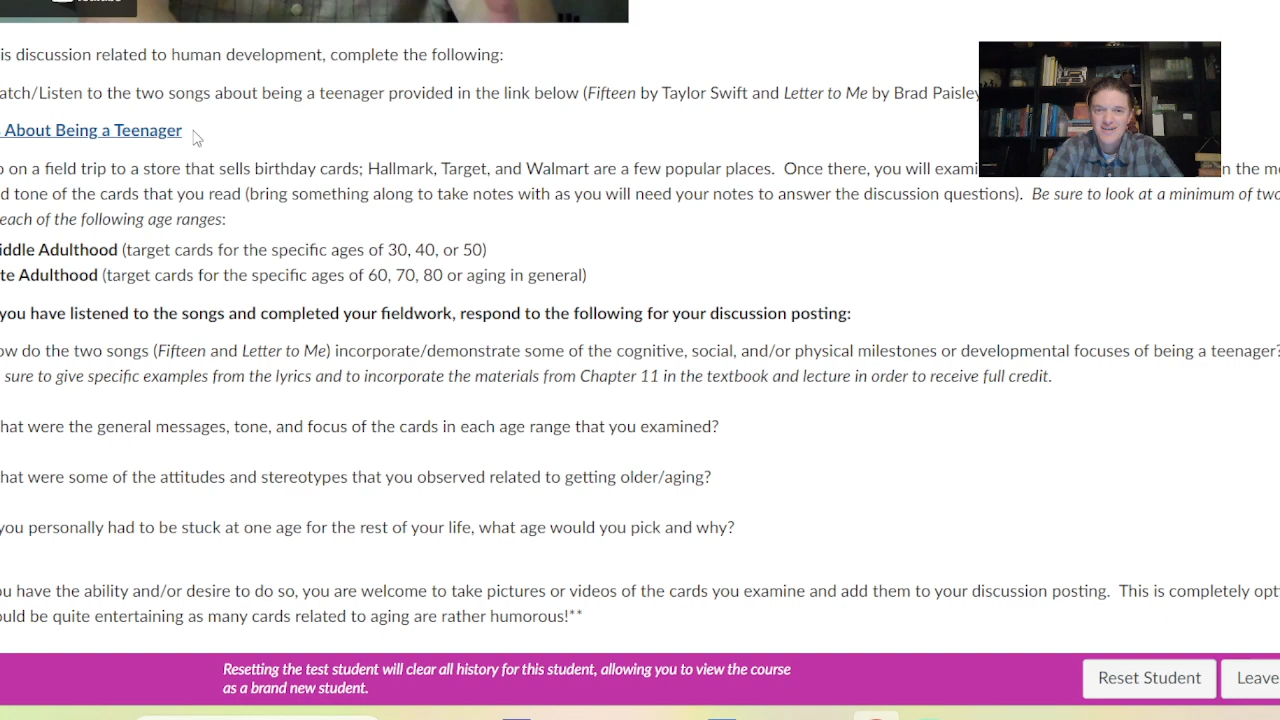 is discussion related to human development, complete the following:
atch/Listen to the two songs about being a teenager provided in the link below (Fifteen by Taylor Swift and Letter to Me by Brad Paisley
About Being a Teenager
o on a field trip to a store that sells birthday cards; Hallmark, Target, and Walmart are a few popular places. Once there, you will exami n the m
d tone of the cards that you read (bring something along to take notes with as you will need your notes to answer the discussion questions). Be sure to look at a minimum of two
each of the following age ranges:
iddle Adulthood (target cards for the specific ages of 30, 40, or 50)
te Adulthood (target cards for the specific ages of 60, 70, 80 or aging in general)
you have listened to the songs and completed your fieldwork, respond to the following for your discussion posting:
ow do the two songs (Fifteen and Letter to Me) incorporate/demonstrate some of the cognitive, social, and/or physical milestones or developmental focuses of being a teenager?
sure to give specific examples from the lyrics and to incorporate the materials from Chapter 11 in the textbook and lecture in order to receive full credit.
hat were the general messages, tone, and focus of the cards in each age range that you examined?
hat were some of the attitudes and stereotypes that you observed related to getting older/aging?
you personally had to be stuck at one age for the rest of your life, what age would you pick and why?
ou have the ability and/or desire to do so, you are welcome to take pictures or videos of the cards you examine and add them to your discussion posting. This is completely opt
ould be quite entertaining as many cards related to aging are rather humorous!**
Resetting the test student will clear all history for this student, allowing you to view the course
as a brand new student.
Reset Student
Leave